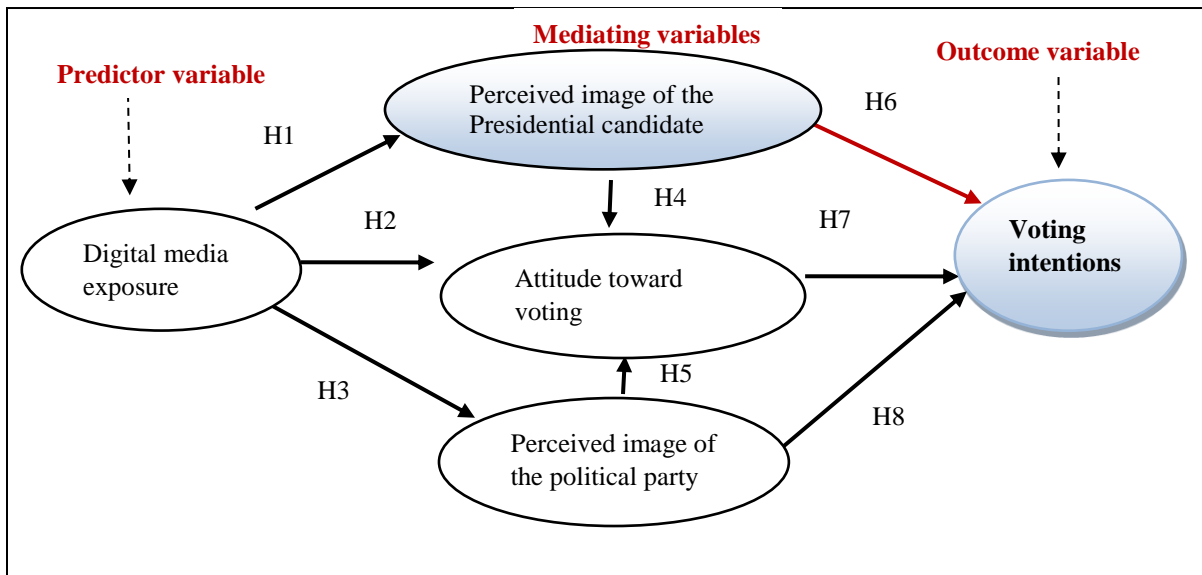 Mediating variables
Outcome variable
Predictor variable
Perceived image of the
Presidential candidate
H6
H1
H4
H2
H7
Digital media
exposure
Attitude toward
voting
Voting
intentions
H5
H3
H8
Perceived image of
the political party